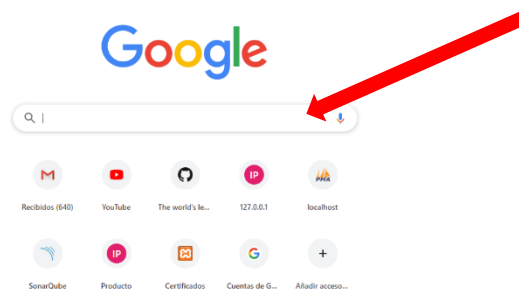 Google
Recibidos (640) YouTube The world's le... 127.0.0.1 localhost
SonarQube Producto Certificados Cuentas de G... Añadir acceso...